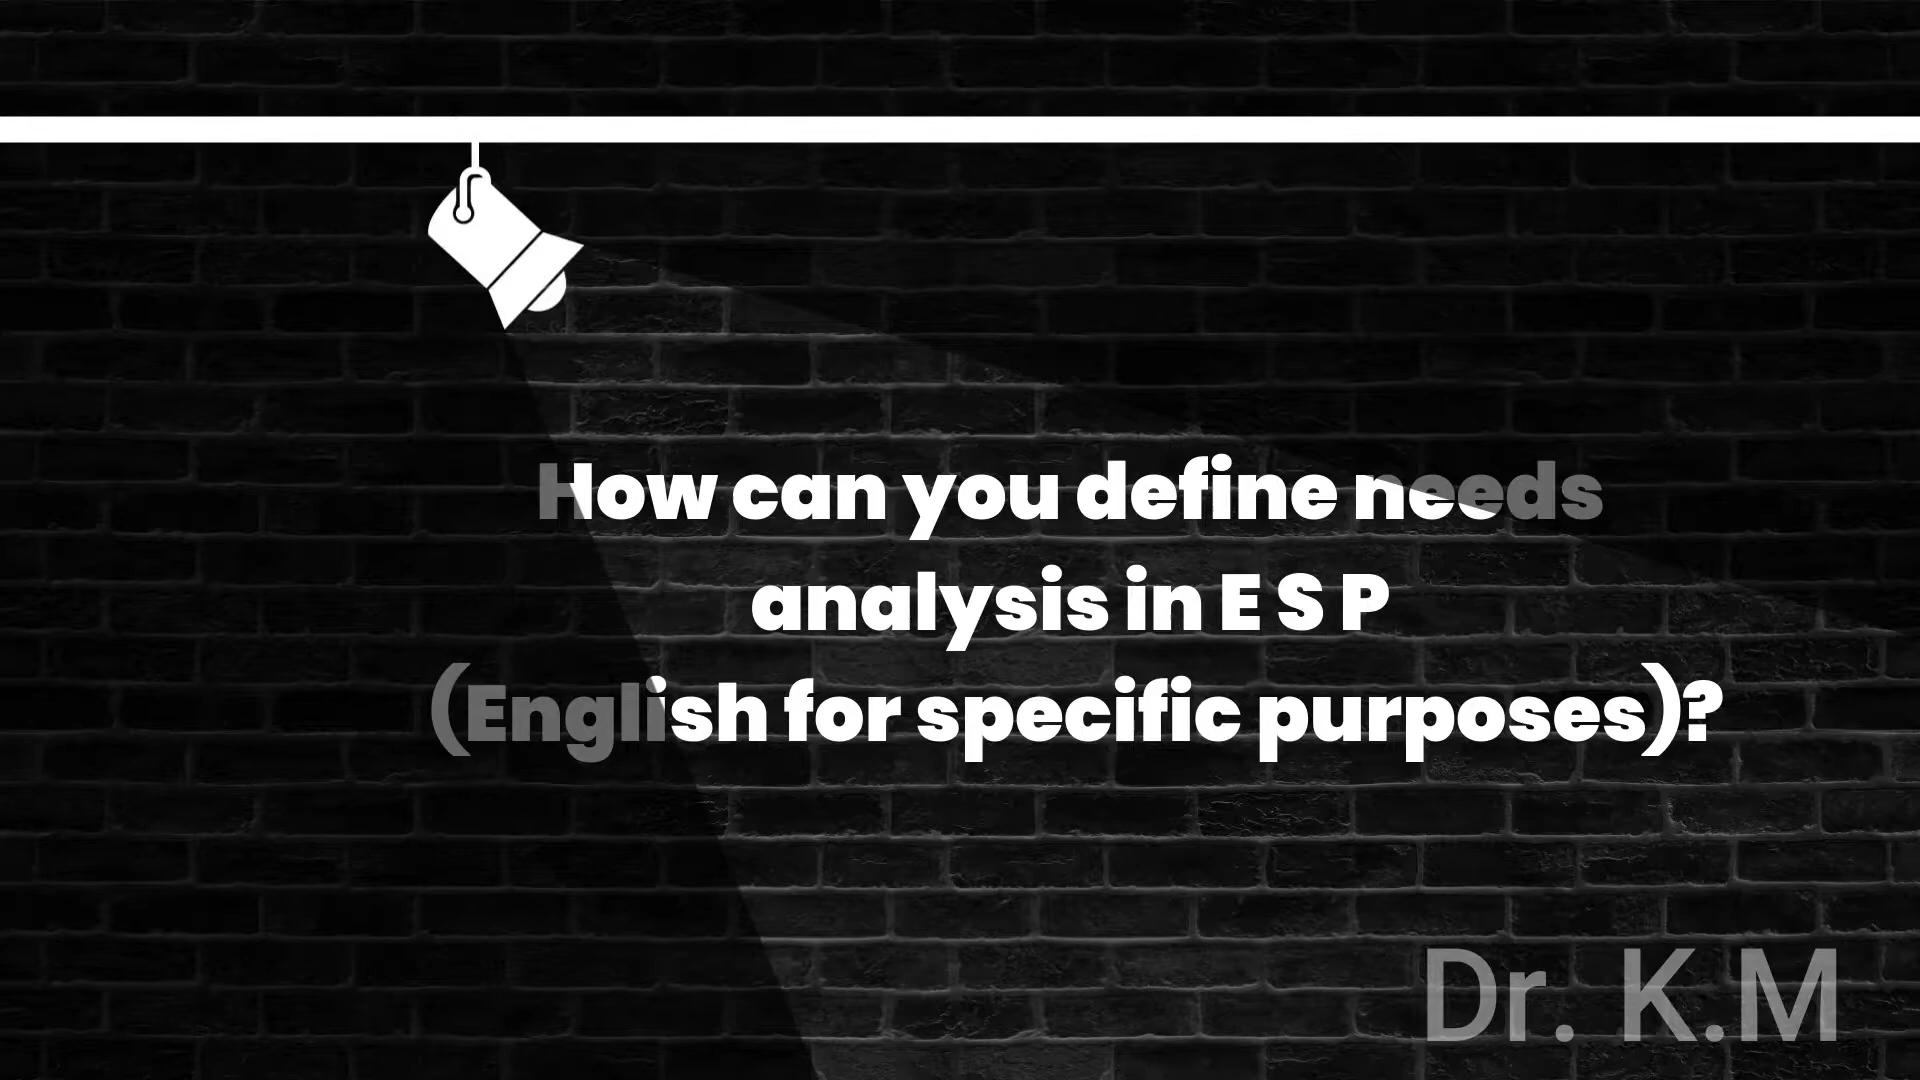 How can you define needs
analysis in E S P
(English for specific purposes)?
Dr. K.M